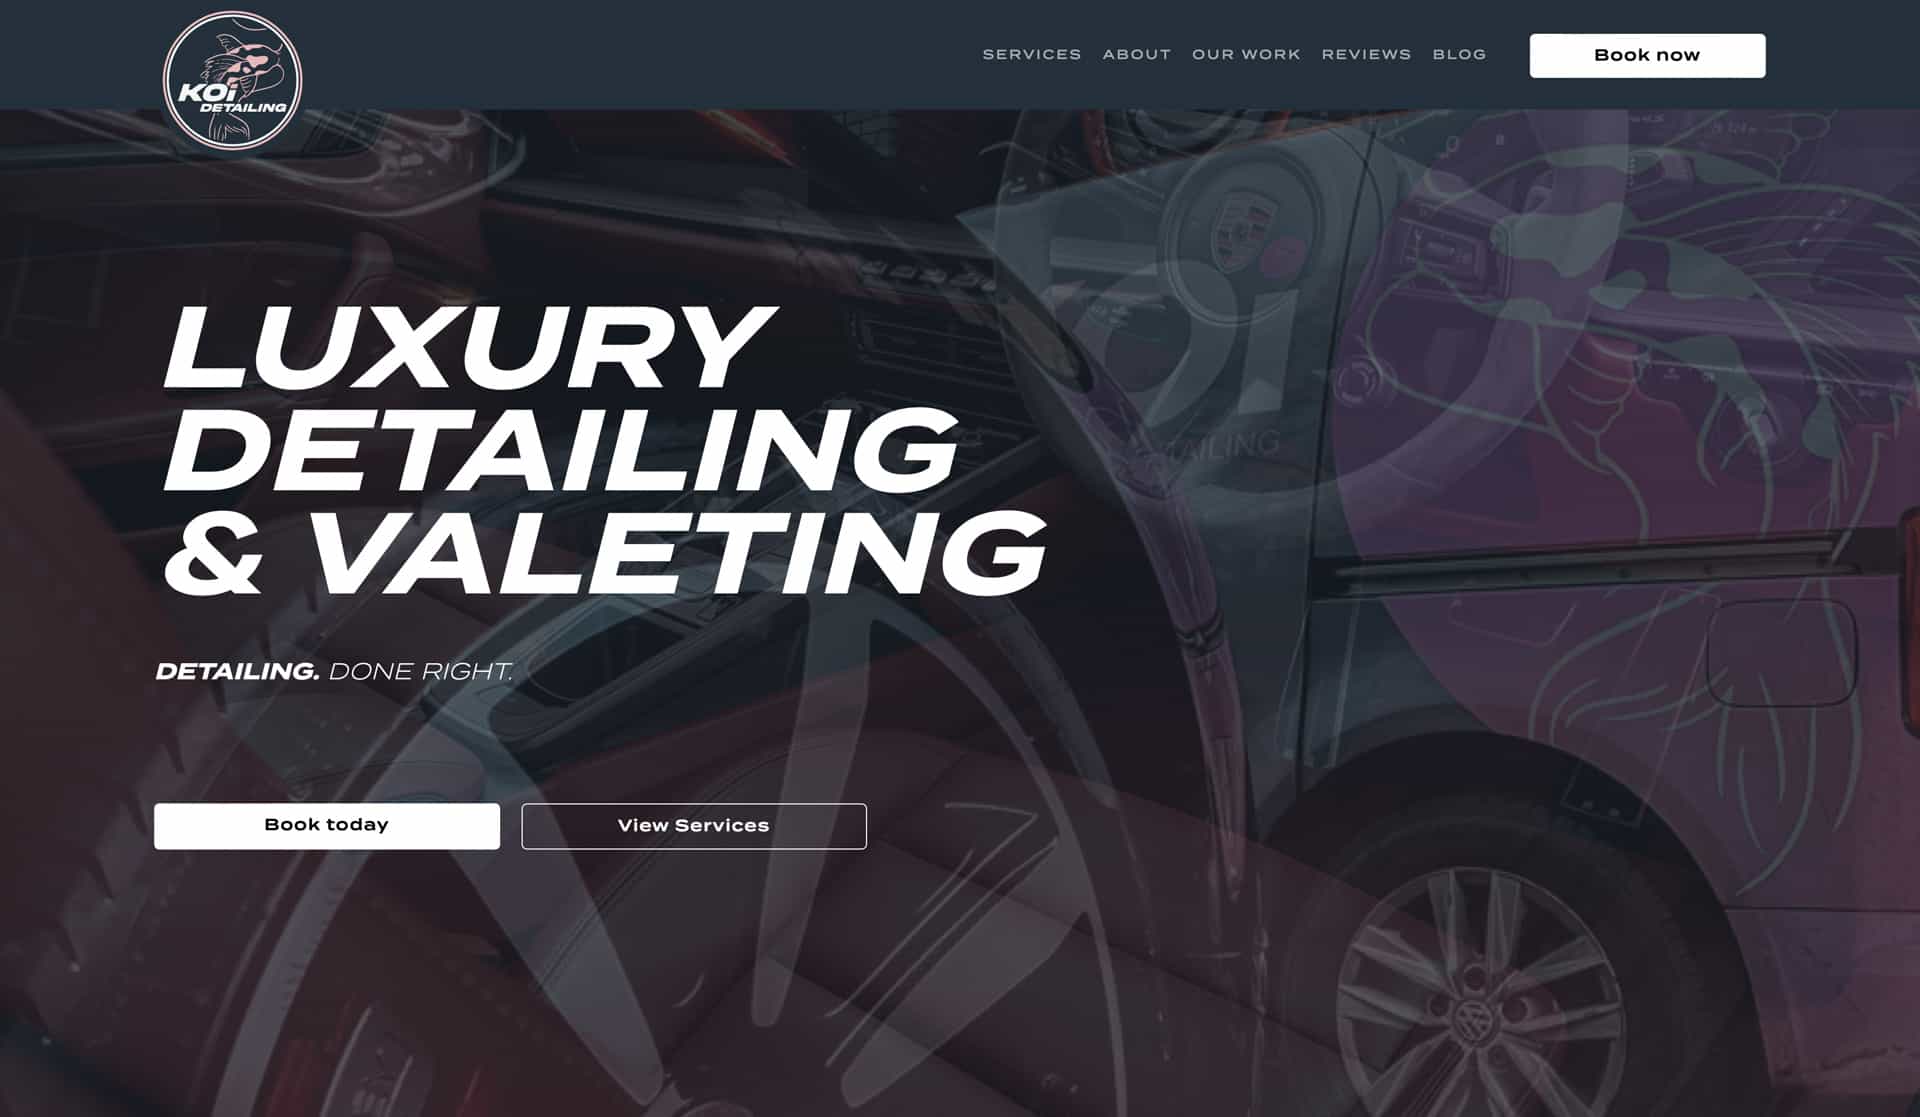 KOi
DETAILING
SERVICES ABOUT OUR WORK REVIEWS BLOG
Book now
LUXURY
DETAILING
& VALETING
DETAILING. DONE RIGHT.
Book today
View Services